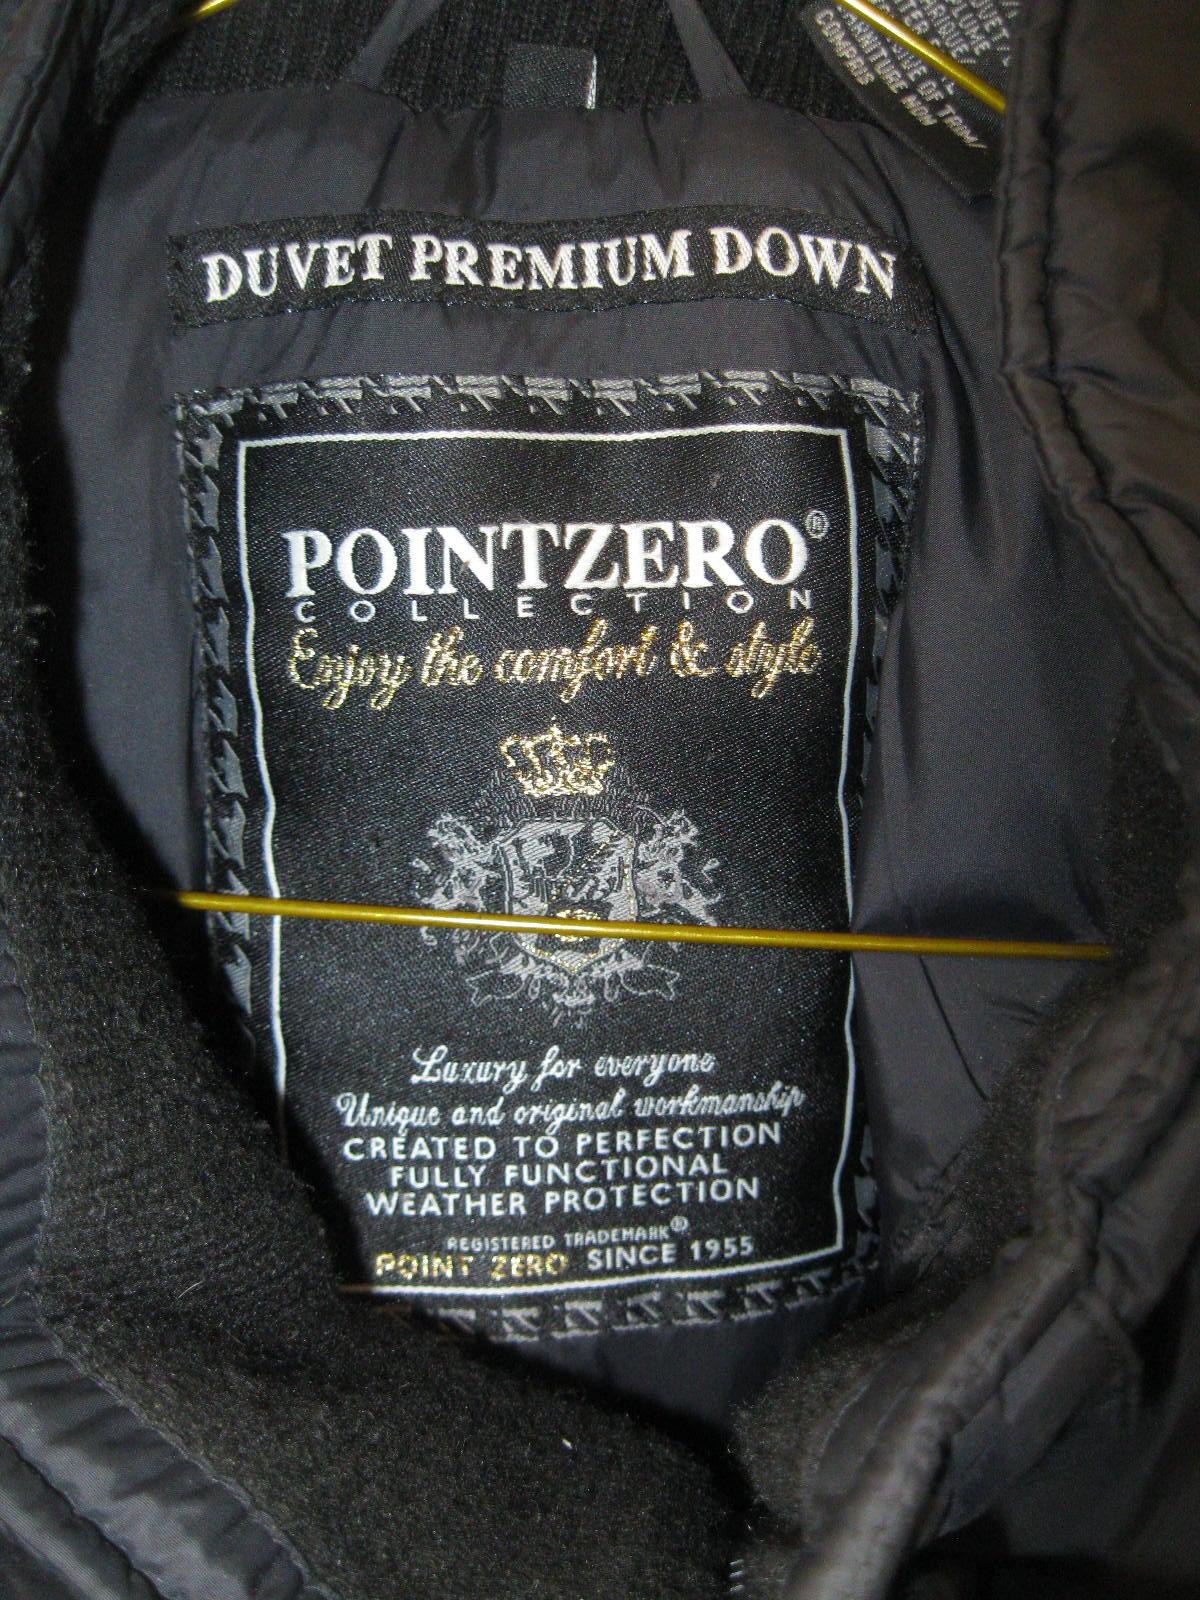 COMPRIS
DUVET PREMIUM DOWN
POINTZERO®
COLLECTION
Enjoy the comfort & style
Luxury for everyone
Unique and original workmanship
CREATED TO PERFECTION
FULLY FUNCTIONAL
WEATHER PROTECTION
REGISTERED TRADEMARK®
POINT ZERO SINCE 1955